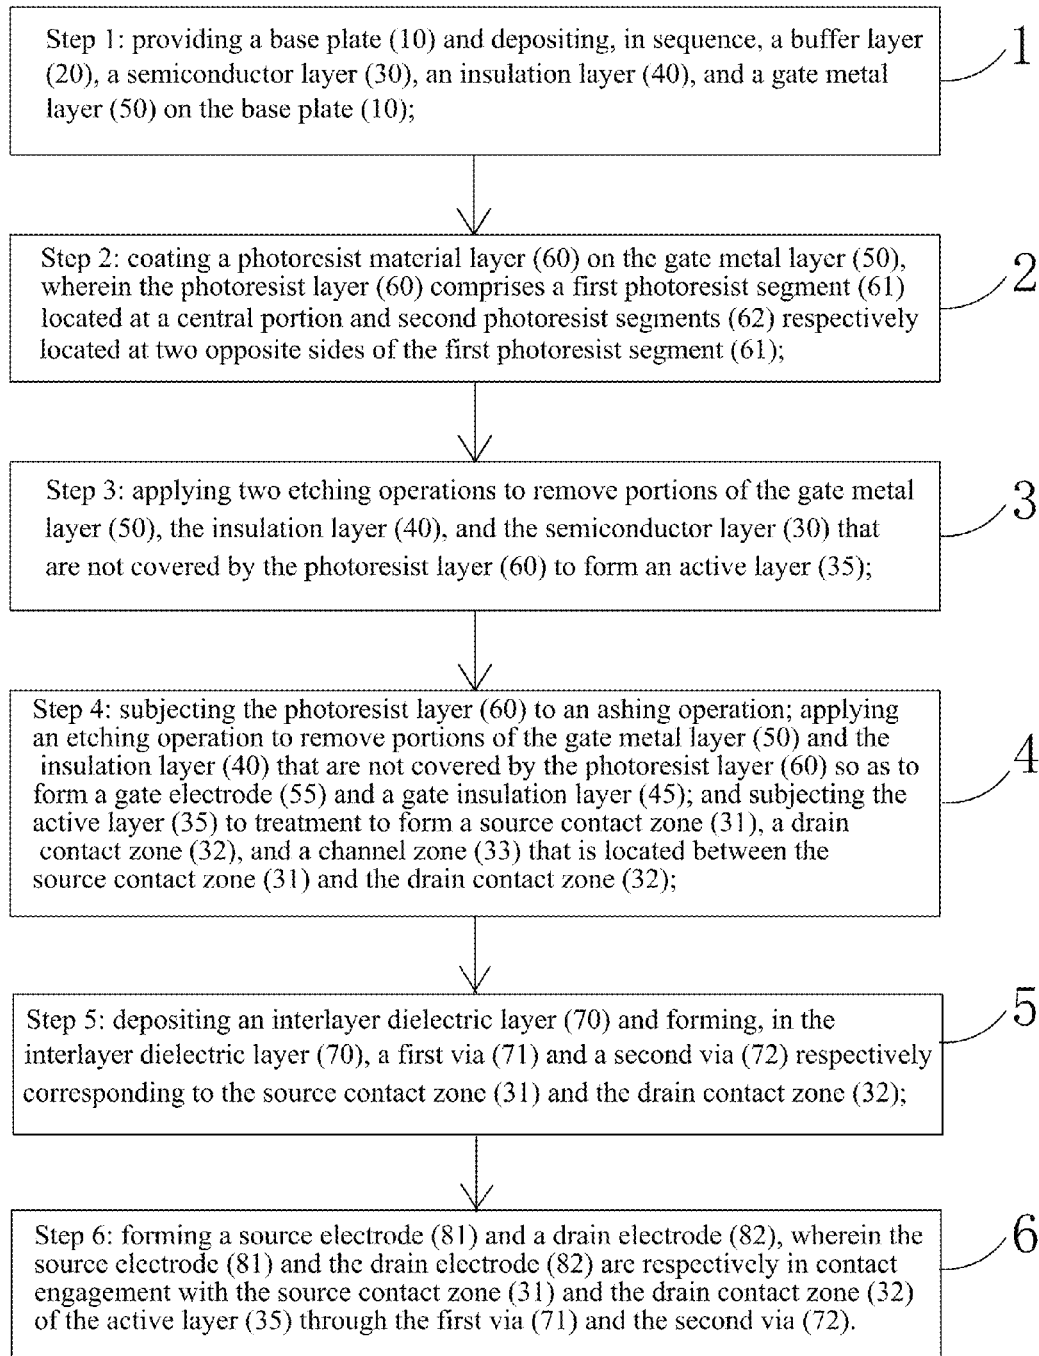 Step 1: providing a base plate (10) and depositing, in sequence, a buffer layer
(20), a semiconductor layer (30), an insulation layer (40), and a gate metal
layer (50) on the base plate (10);
1
Step 2: coating a photoresist material layer (60) on the gate metal layer (50),
wherein the photoresist layer (60) comprises a first photoresist segment (61)
located at a central portion and second photoresist segments (62) respectively
located at two opposite sides of the first photoresist segment (61);
2
Step 3: applying two etching operations to remove portions of the gate metal
layer (50), the insulation layer (40), and the semiconductor layer (30) that
are not covered by the photoresist layer (60) to form an active layer (35);
3
Step 4: subjecting the photoresist layer (60) to an ashing operation; applying
an etching operation to remove portions of the gate metal layer (50) and the
insulation layer (40) that are not covered by the photoresist layer (60) so as to
form a gate electrode (55) and a gate insulation layer (45); and subjecting the
active layer (35) to treatment to form a source contact zone (31), a drain
contact zone (32), and a channel zone (33) that is located between the
source contact zone (31) and the drain contact zone (32);
4
Step 5: depositing an interlayer dielectric layer (70) and forming, in the
interlayer dielectric layer (70), a first via (71) and a second via (72) respectively
corresponding to the source contact zone (31) and the drain contact zone (32);
5
Step 6: forming a source electrode (81) and a drain electrode (82), wherein the
source electrode (81) and the drain electrode (82) are respectively in contact
engagement with the source contact zone (31) and the drain contact zone (32)
of the active layer (35) through the first via (71) and the second via (72).
6